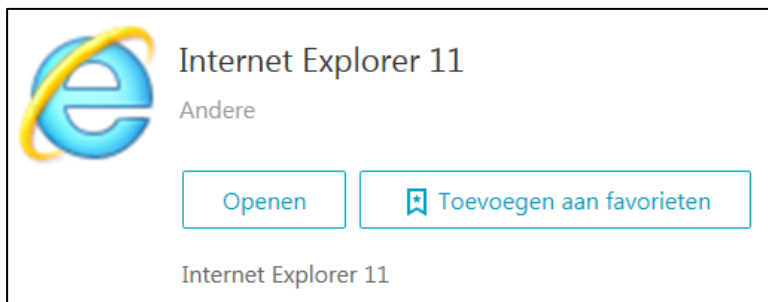 Internet Explorer 11
Andere
Openen
Toevoegen aan favorieten
Internet Explorer 11